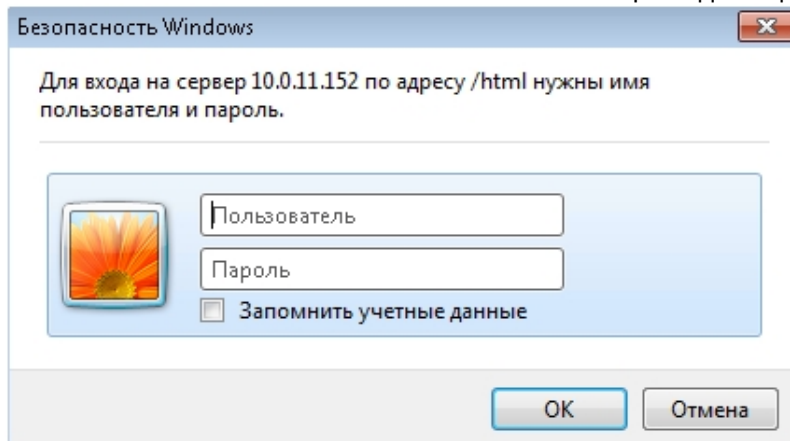 Безопасность Windows
Для входа на сервер 10.0.11.152 по адресу /html нужны имя
пользователя и пароль.
Пользователь
Пароль
Запомнить учетные данные
ОК
Отмена